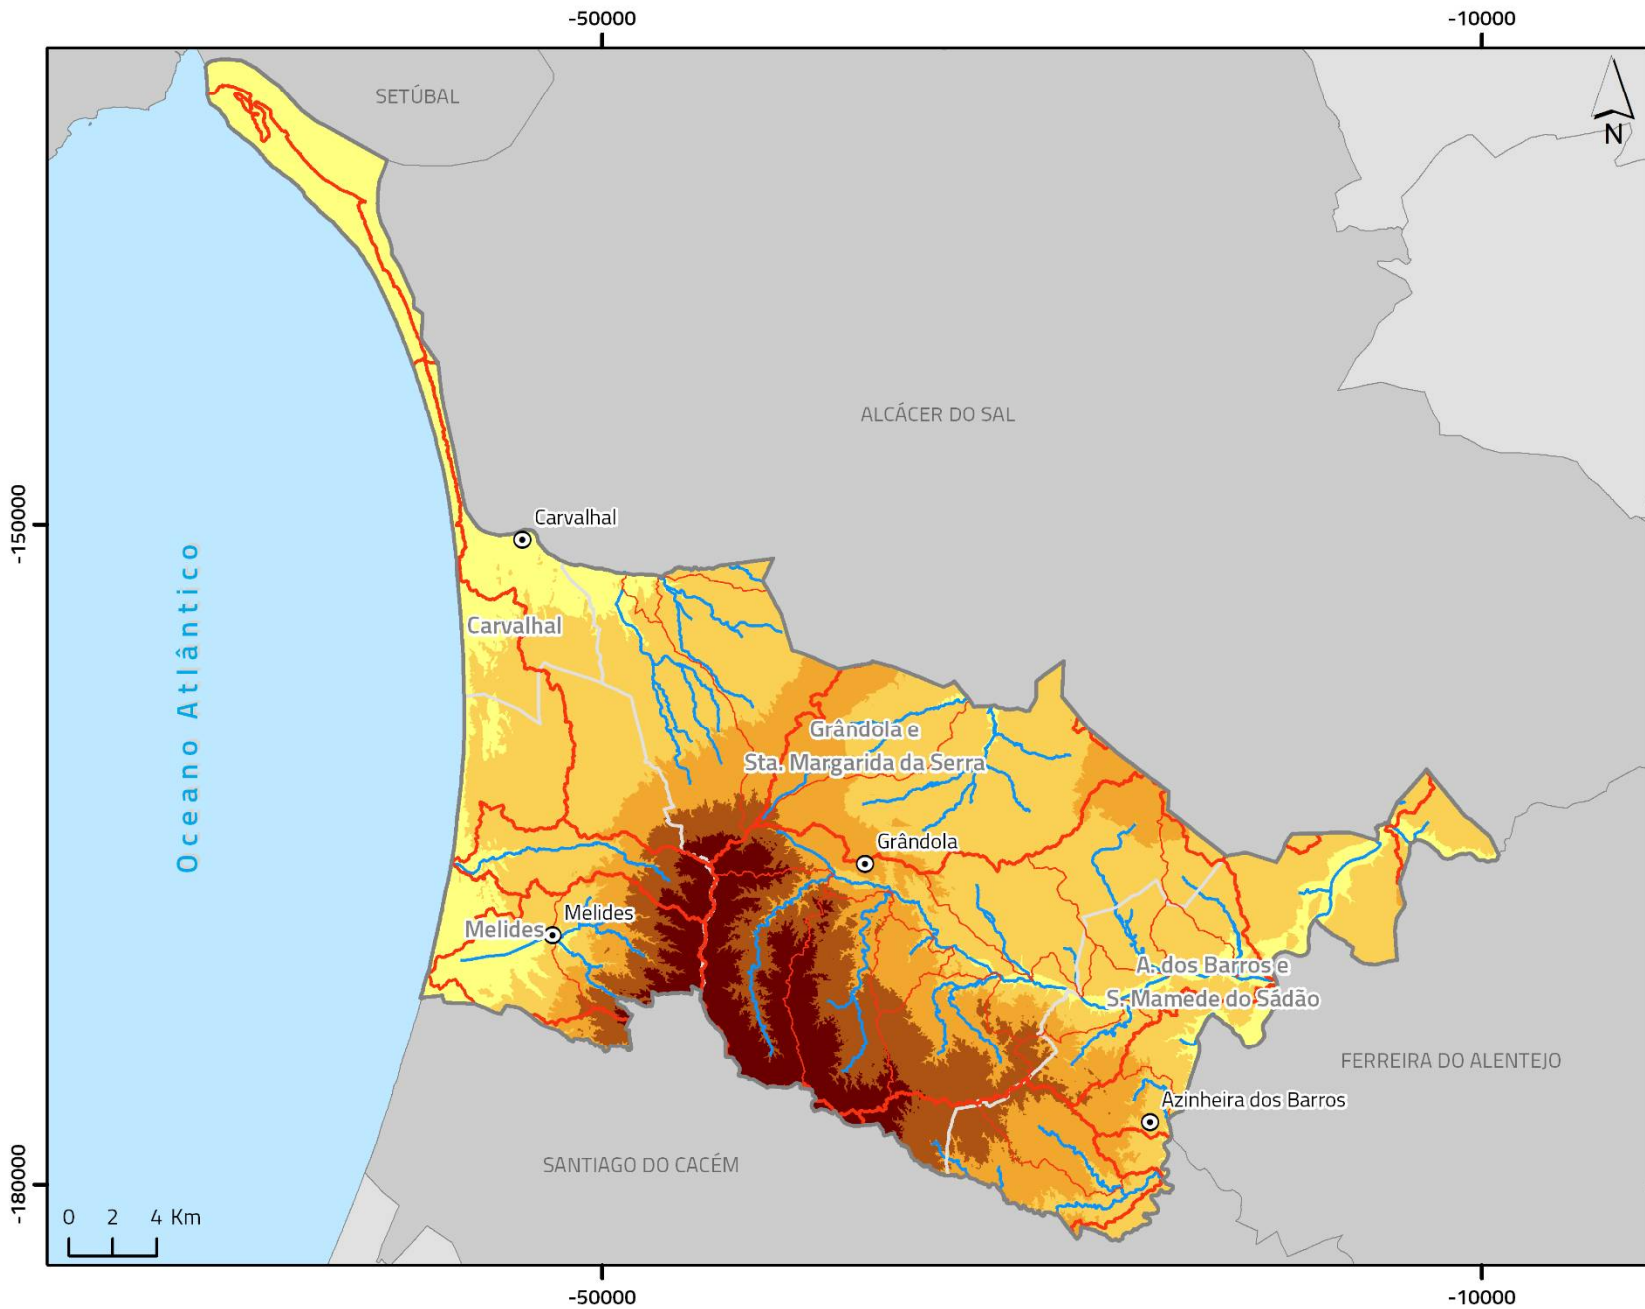 -50000
-10000
SETÚBAL
N
ALCÁCER DO SAL
-150000
Carvalhal
Oceano Atlântico
Carvalhal
Grândola e
Sta. Margarida da Serra
Grândola
Melides
Melides
A. dos Barros e
S. Mamede do Sádão
FERREIRA DO ALENTEJO
Azinheira dos Barros
SANTIAGO DO CACÉM
-180000
0 2 4 Km
-50000
-10000